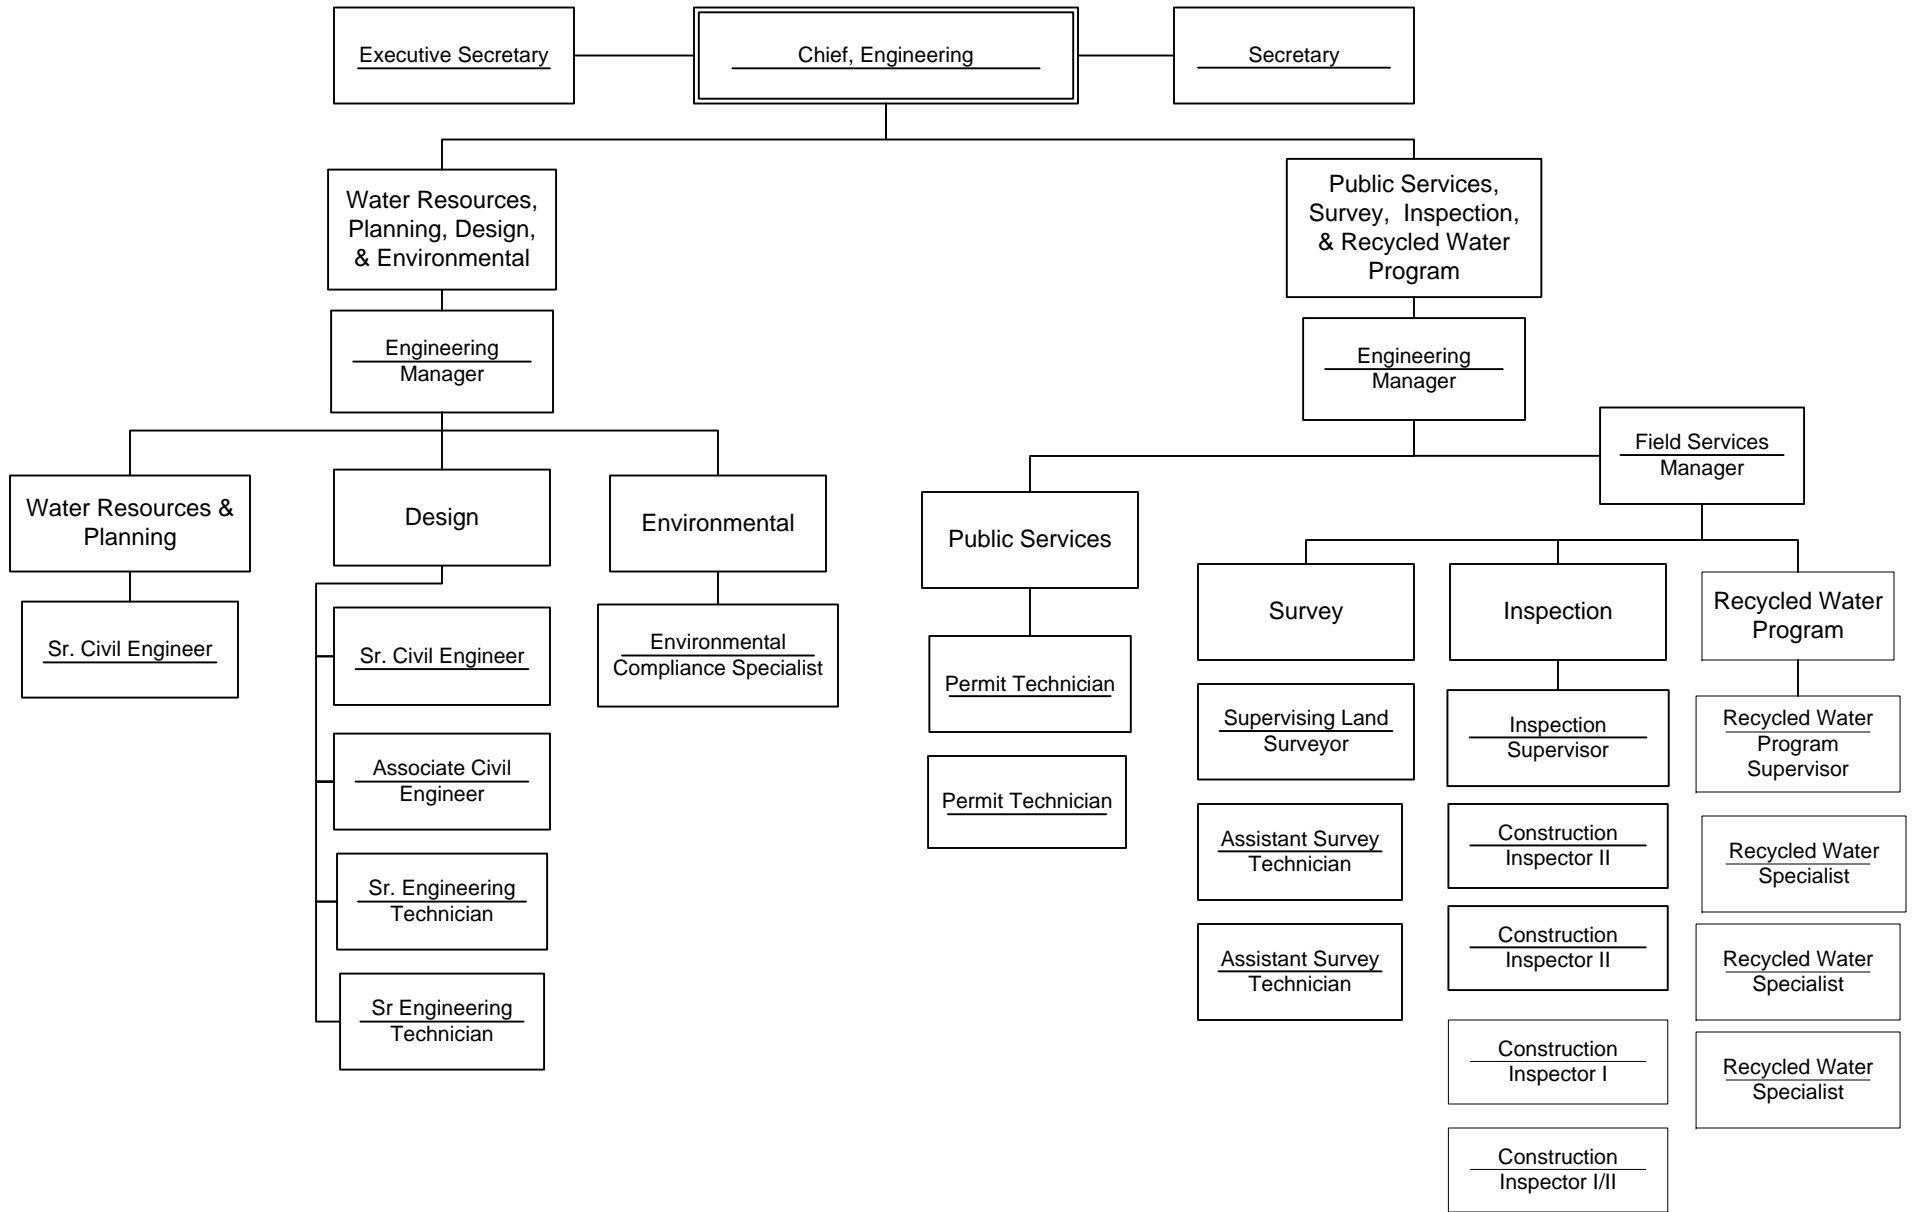 Executive Secretary
Chief, Engineering
Secretary
Water Resources,
Planning, Design,
& Environmental
Public Services,
Survey, Inspection,
& Recycled Water
Program
Engineering
Manager
Engineering
Manager
Field Services
Manager
Water Resources &
Planning
Design
Environmental
Public Services
Survey
Inspection
Recycled Water
Program
Sr. Civil Engineer
Sr. Civil Engineer
Associate Civil
Engineer
Sr. Engineering
Technician
Sr Engineering
Technician
Environmental
Compliance Specialist
Permit Technician
Permit Technician
Supervising Land
Surveyor
Assistant Survey
Technician
Assistant Survey
Technician
Inspection
Supervisor
Construction
Inspector II
Construction
Inspector II
Construction
Inspector I
Construction
Inspector I/II
Recycled Water
Program
Supervisor
Recycled Water
Specialist
Recycled Water
Specialist
Recycled Water
Specialist